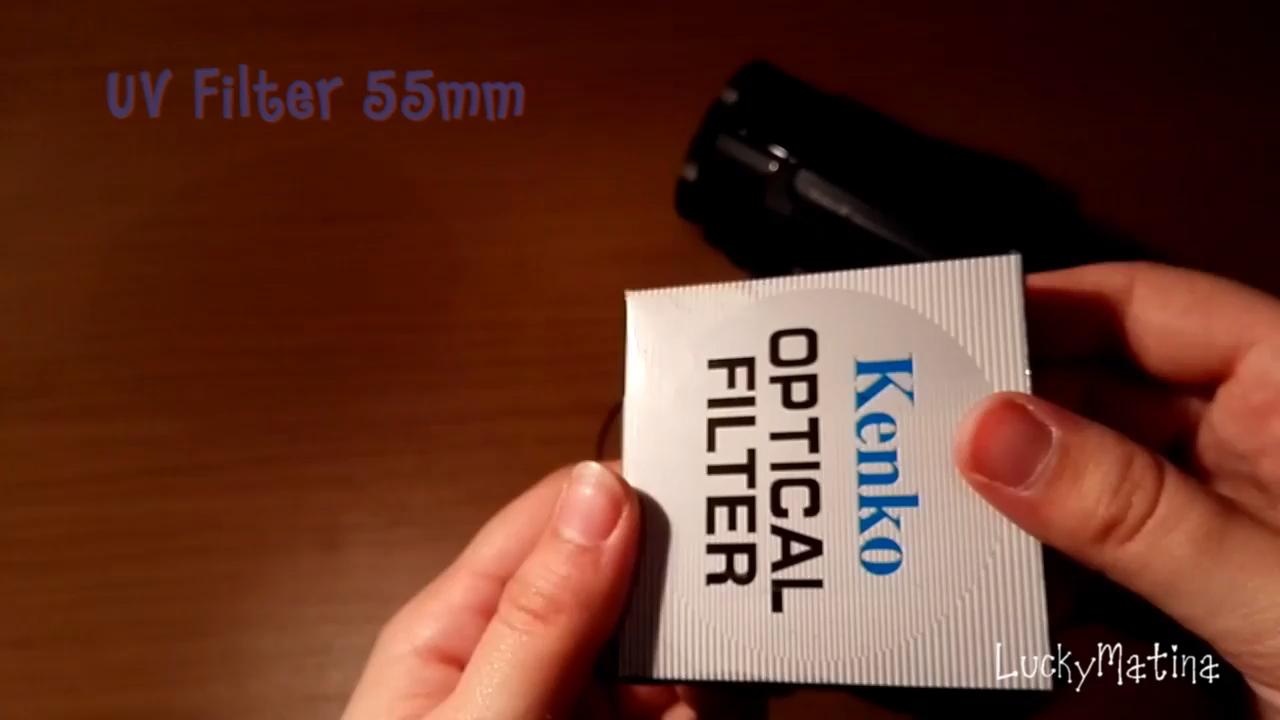 UV Filter 55mm
Kenko
OPTICAL
FILTER
LuckyMatina